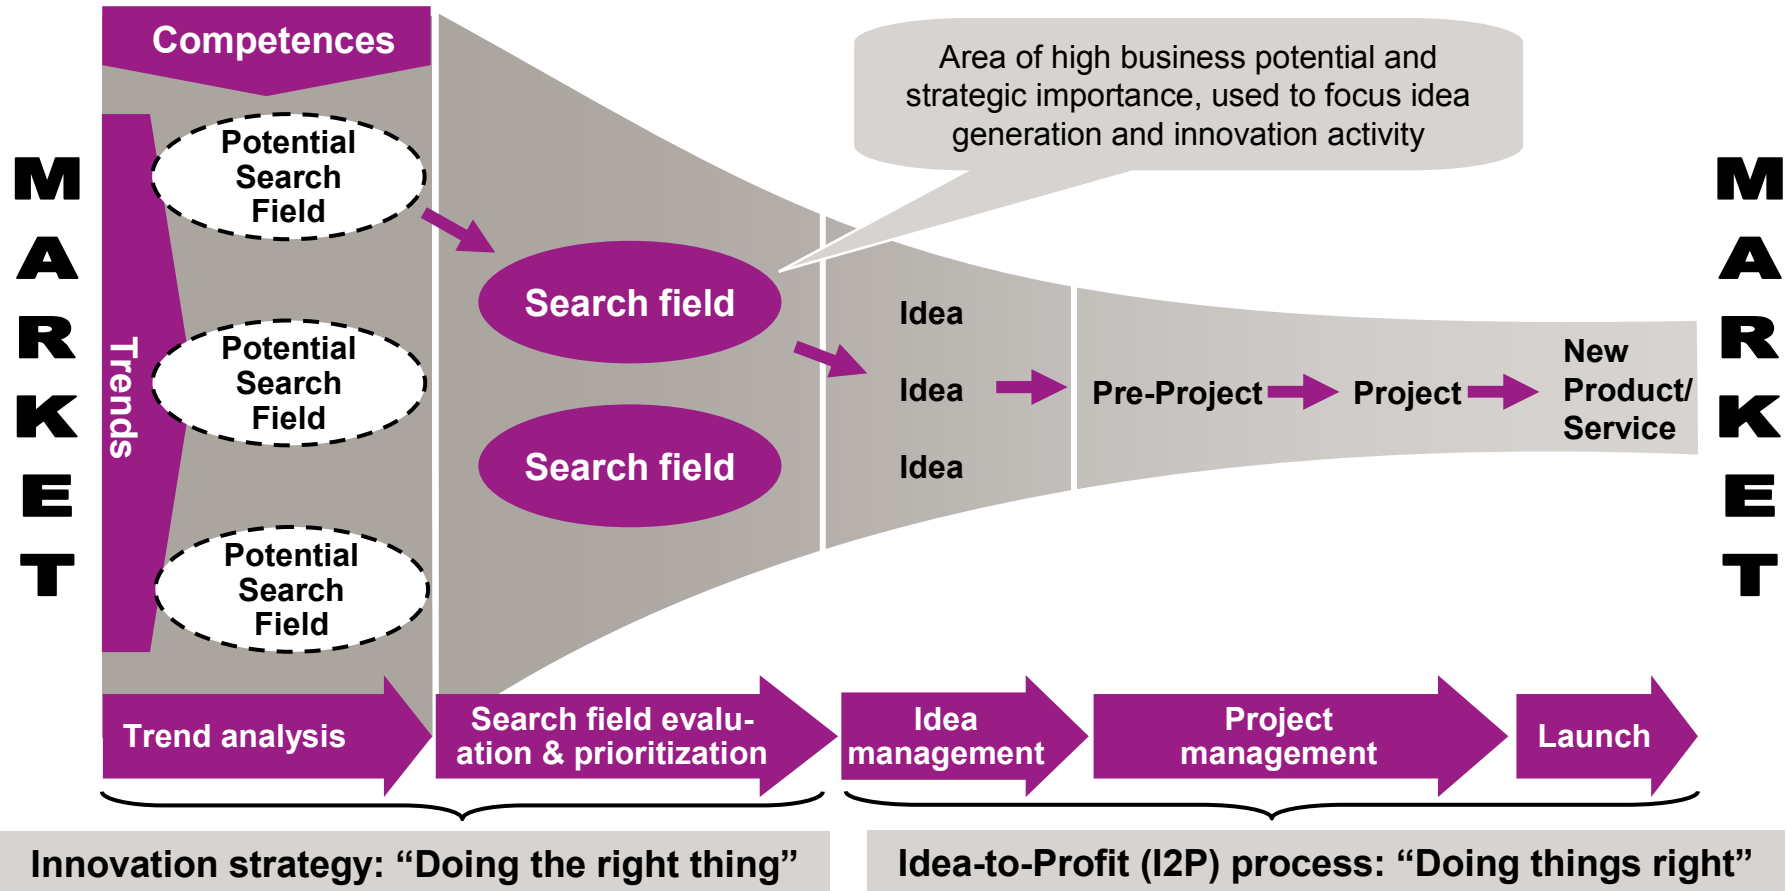 Competences
Area of high business potential and
strategic importance, used to focus idea
generation and innovation activity
MARKET
Trends
Potential
Search
Field
Potential
Search
Field
Potential
Search
Field
Search field
Search field
Idea
Idea
Idea
Pre-Project
Project
New
Product/
Service
MARKET
Trend analysis
Search field evalu-
ation & prioritization
Idea
management
Project
management
Launch
Innovation strategy: “Doing the right thing”
Idea-to-Profit (I2P) process: “Doing things right”